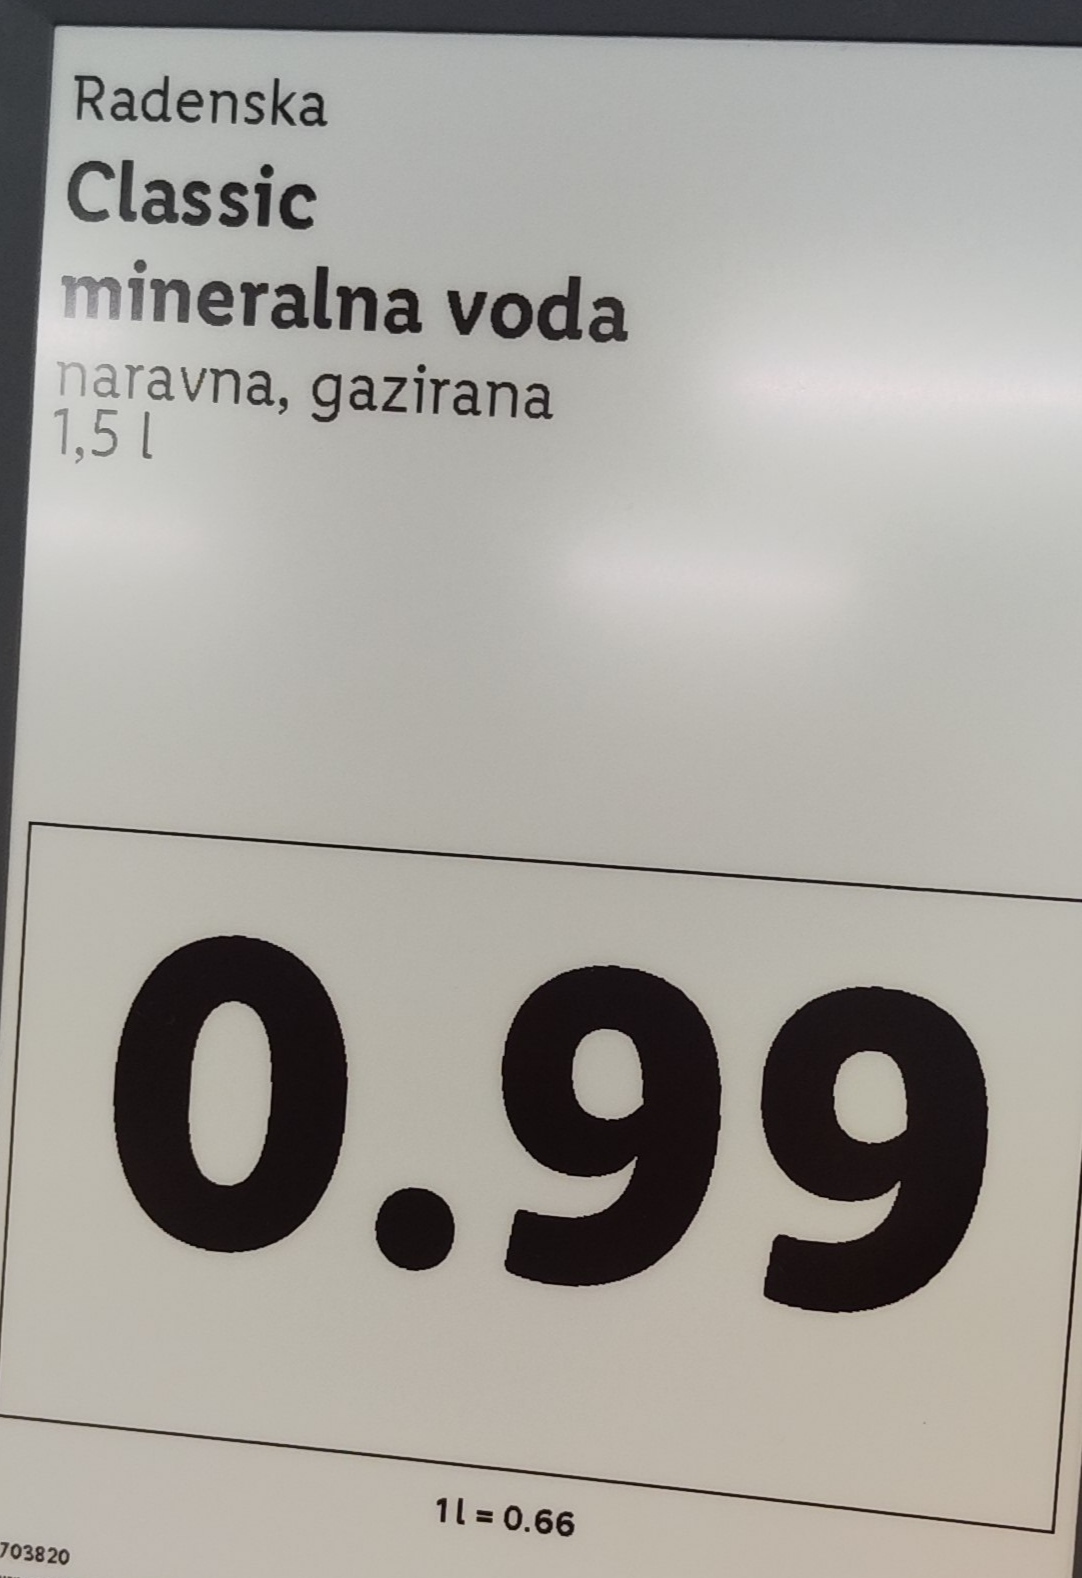 Radenska
Classic
mineralna voda
naravna, gazirana
1,5 l
0.99
1 l = 0.66
703820